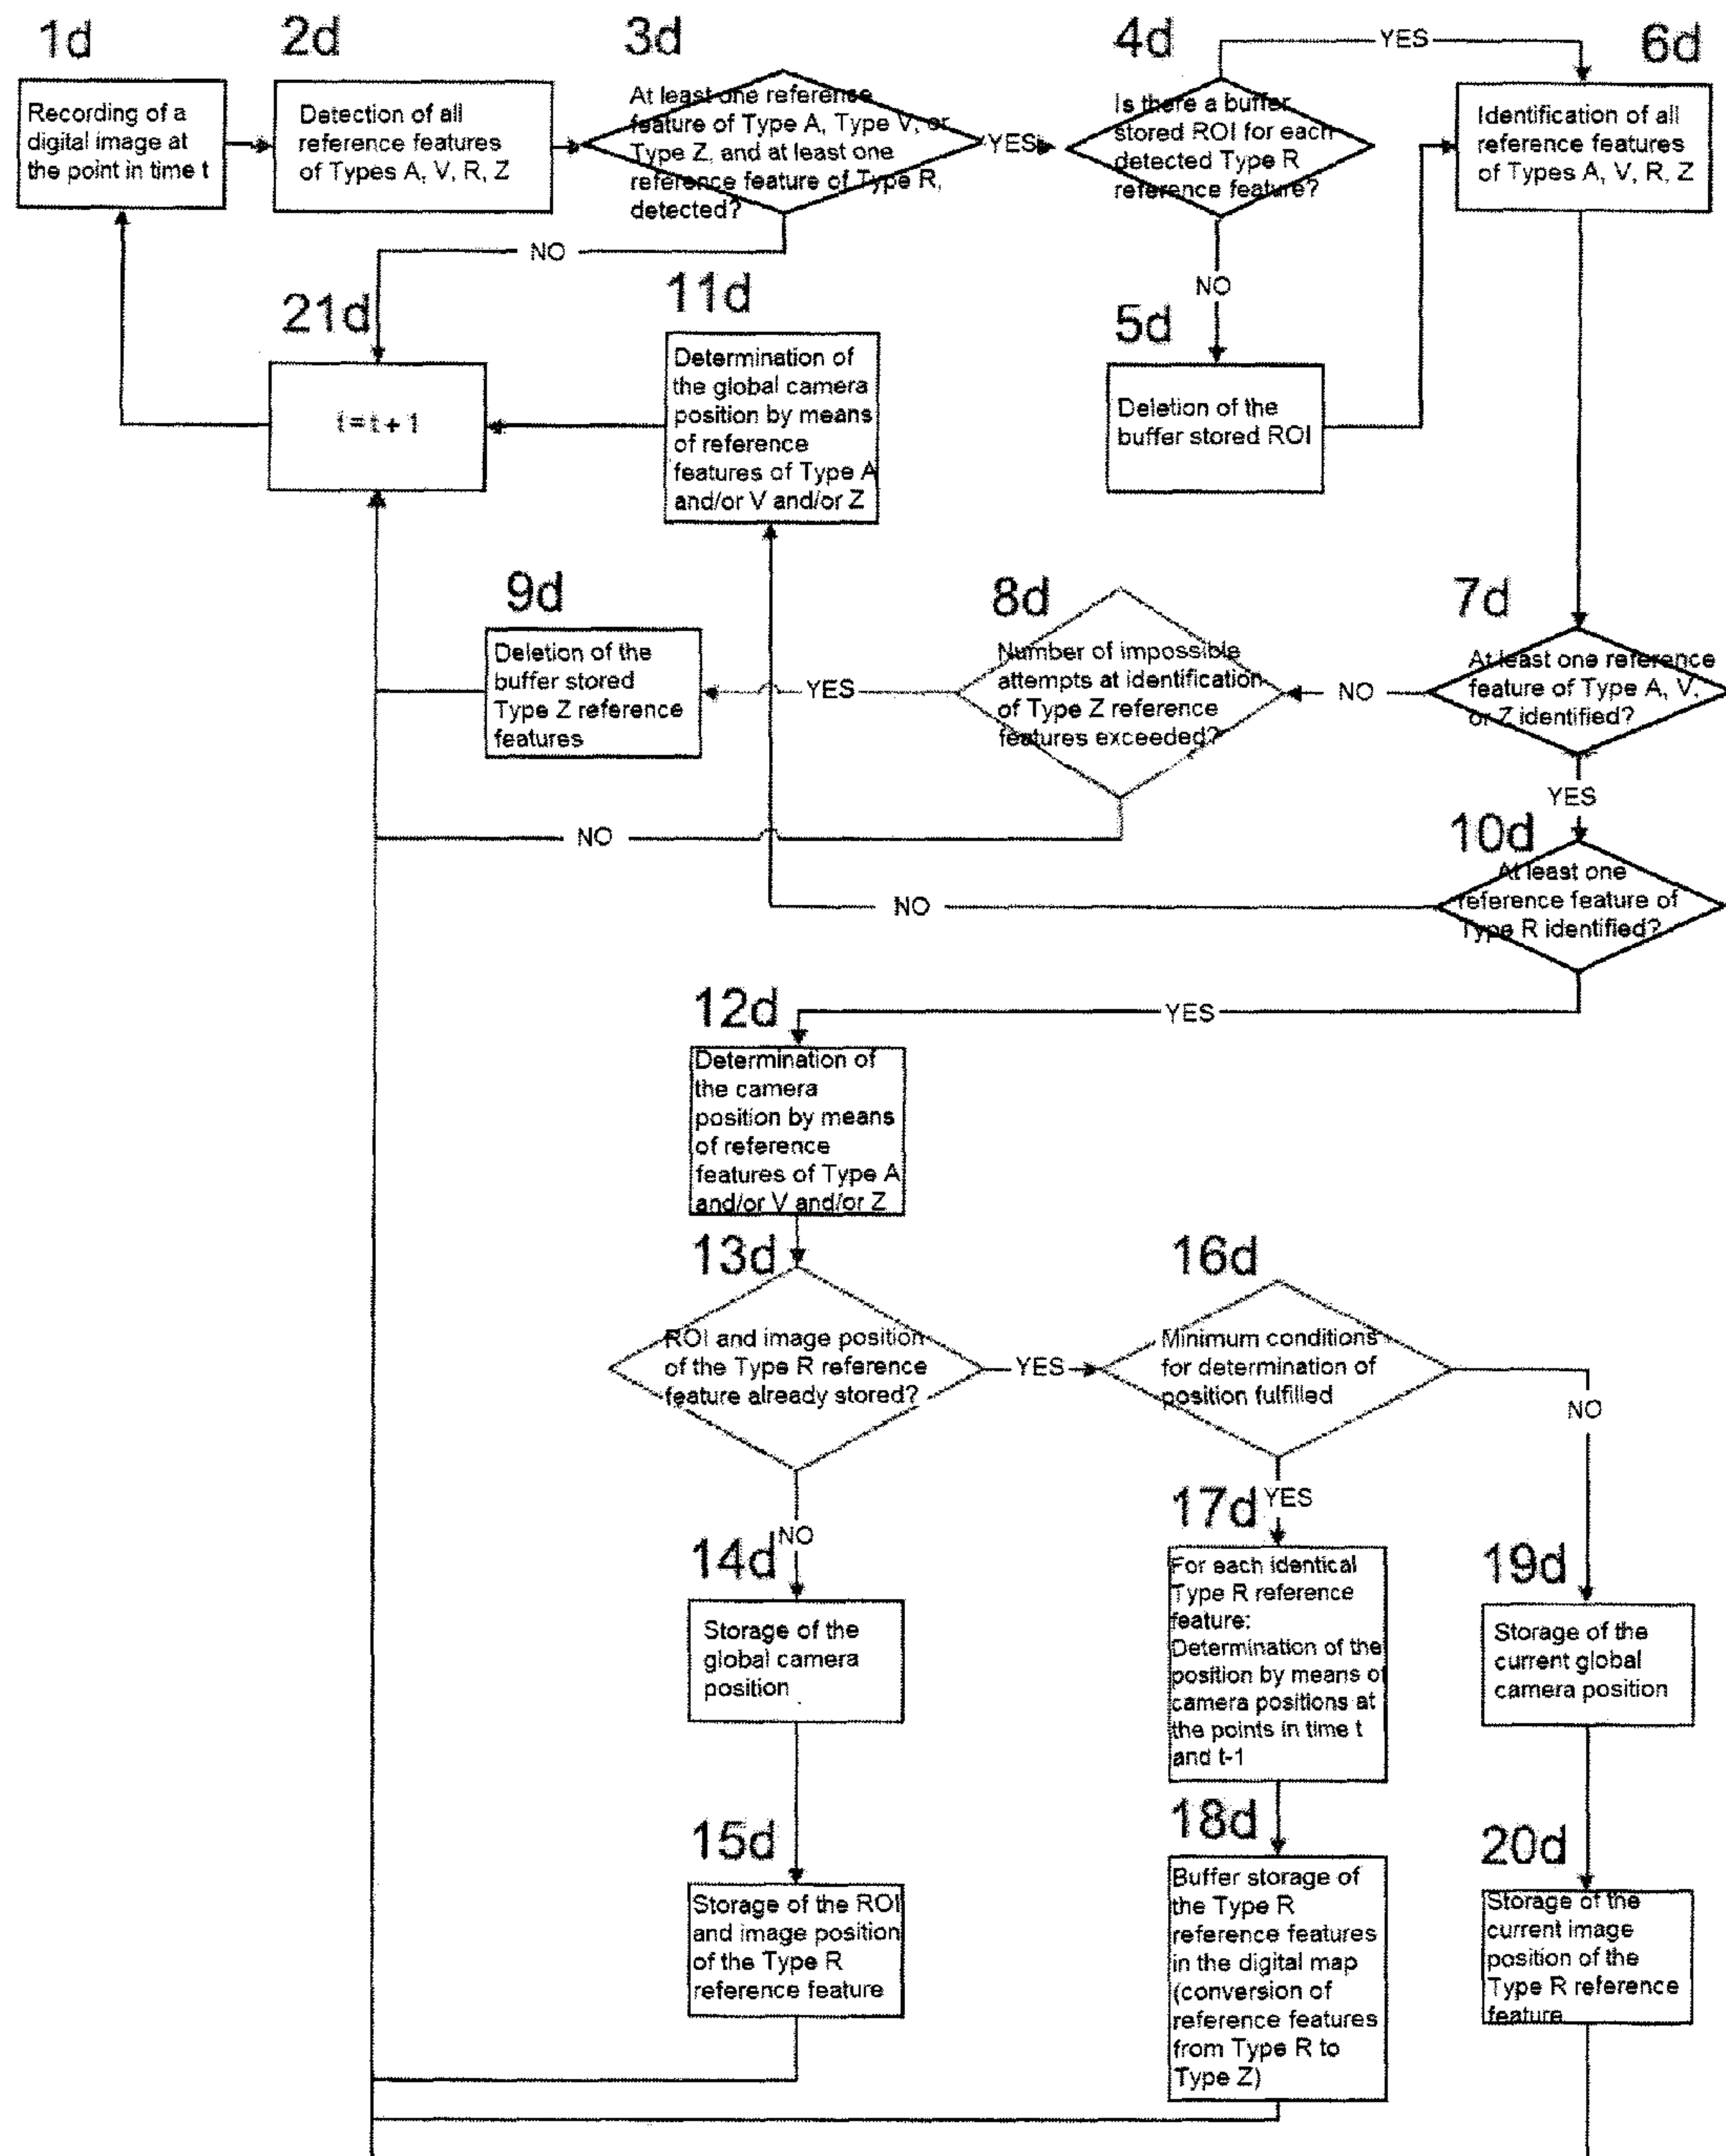 1d
Recording of a
digital image at
the point in time t
2d
Detection of all
reference features
of Types A, V, R, Z
3d
At least one reference
feature of Type A, Type V, or
Type Z, and at least one
reference feature of Type R,
detected?
YES
NO
4d
Is there a buffer
stored ROI for each
detected Type R
reference feature?
YES
NO
5d
Deletion of the
buffer stored ROI
6d
Identification of all
reference features
of Types A, V, R, Z
21d
t=t+1
11d
Determination of
the global camera
position by means
of reference
features of Type A
and/or V and/or Z
9d
Deletion of the
buffer stored
Type Z reference
features
YES
8d
Number of impossible
attempts at identification
of Type Z reference
features exceeded?
NO
NO
7d
At least one reference
feature of Type A, V,
or Z identified?
YES
10d
At least one
reference feature of
Type R identified?
NO
YES
12d
Determination of
the camera
position by means
of reference
features of Type A
and/or V and/or Z
13d
ROI and image position
of the Type R reference
feature already stored?
YES
NO
16d
Minimum conditions
for determination of
position fulfilled
YES
NO
14d
Storage of the
global camera
position
15d
Storage of the ROI
and image position
of the Type R
reference feature
17d
For each identical
Type R reference
feature:
Determination of the
position by means of
camera positions at
the points in time t
and t-1
18d
Buffer storage of
the Type R
reference features
in the digital map
(conversion of
reference features
from Type R to
Type Z)
19d
Storage of the
current global
camera position
20d
Storage of the
current image
position of the
Type R reference
feature